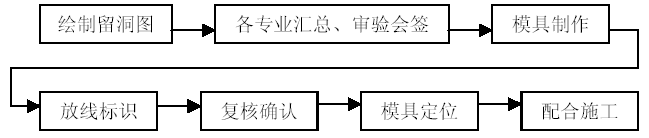 绘制留洞图
各专业汇总、审验会签
模具制作
放线标识
复核确认
模具定位
配合施工